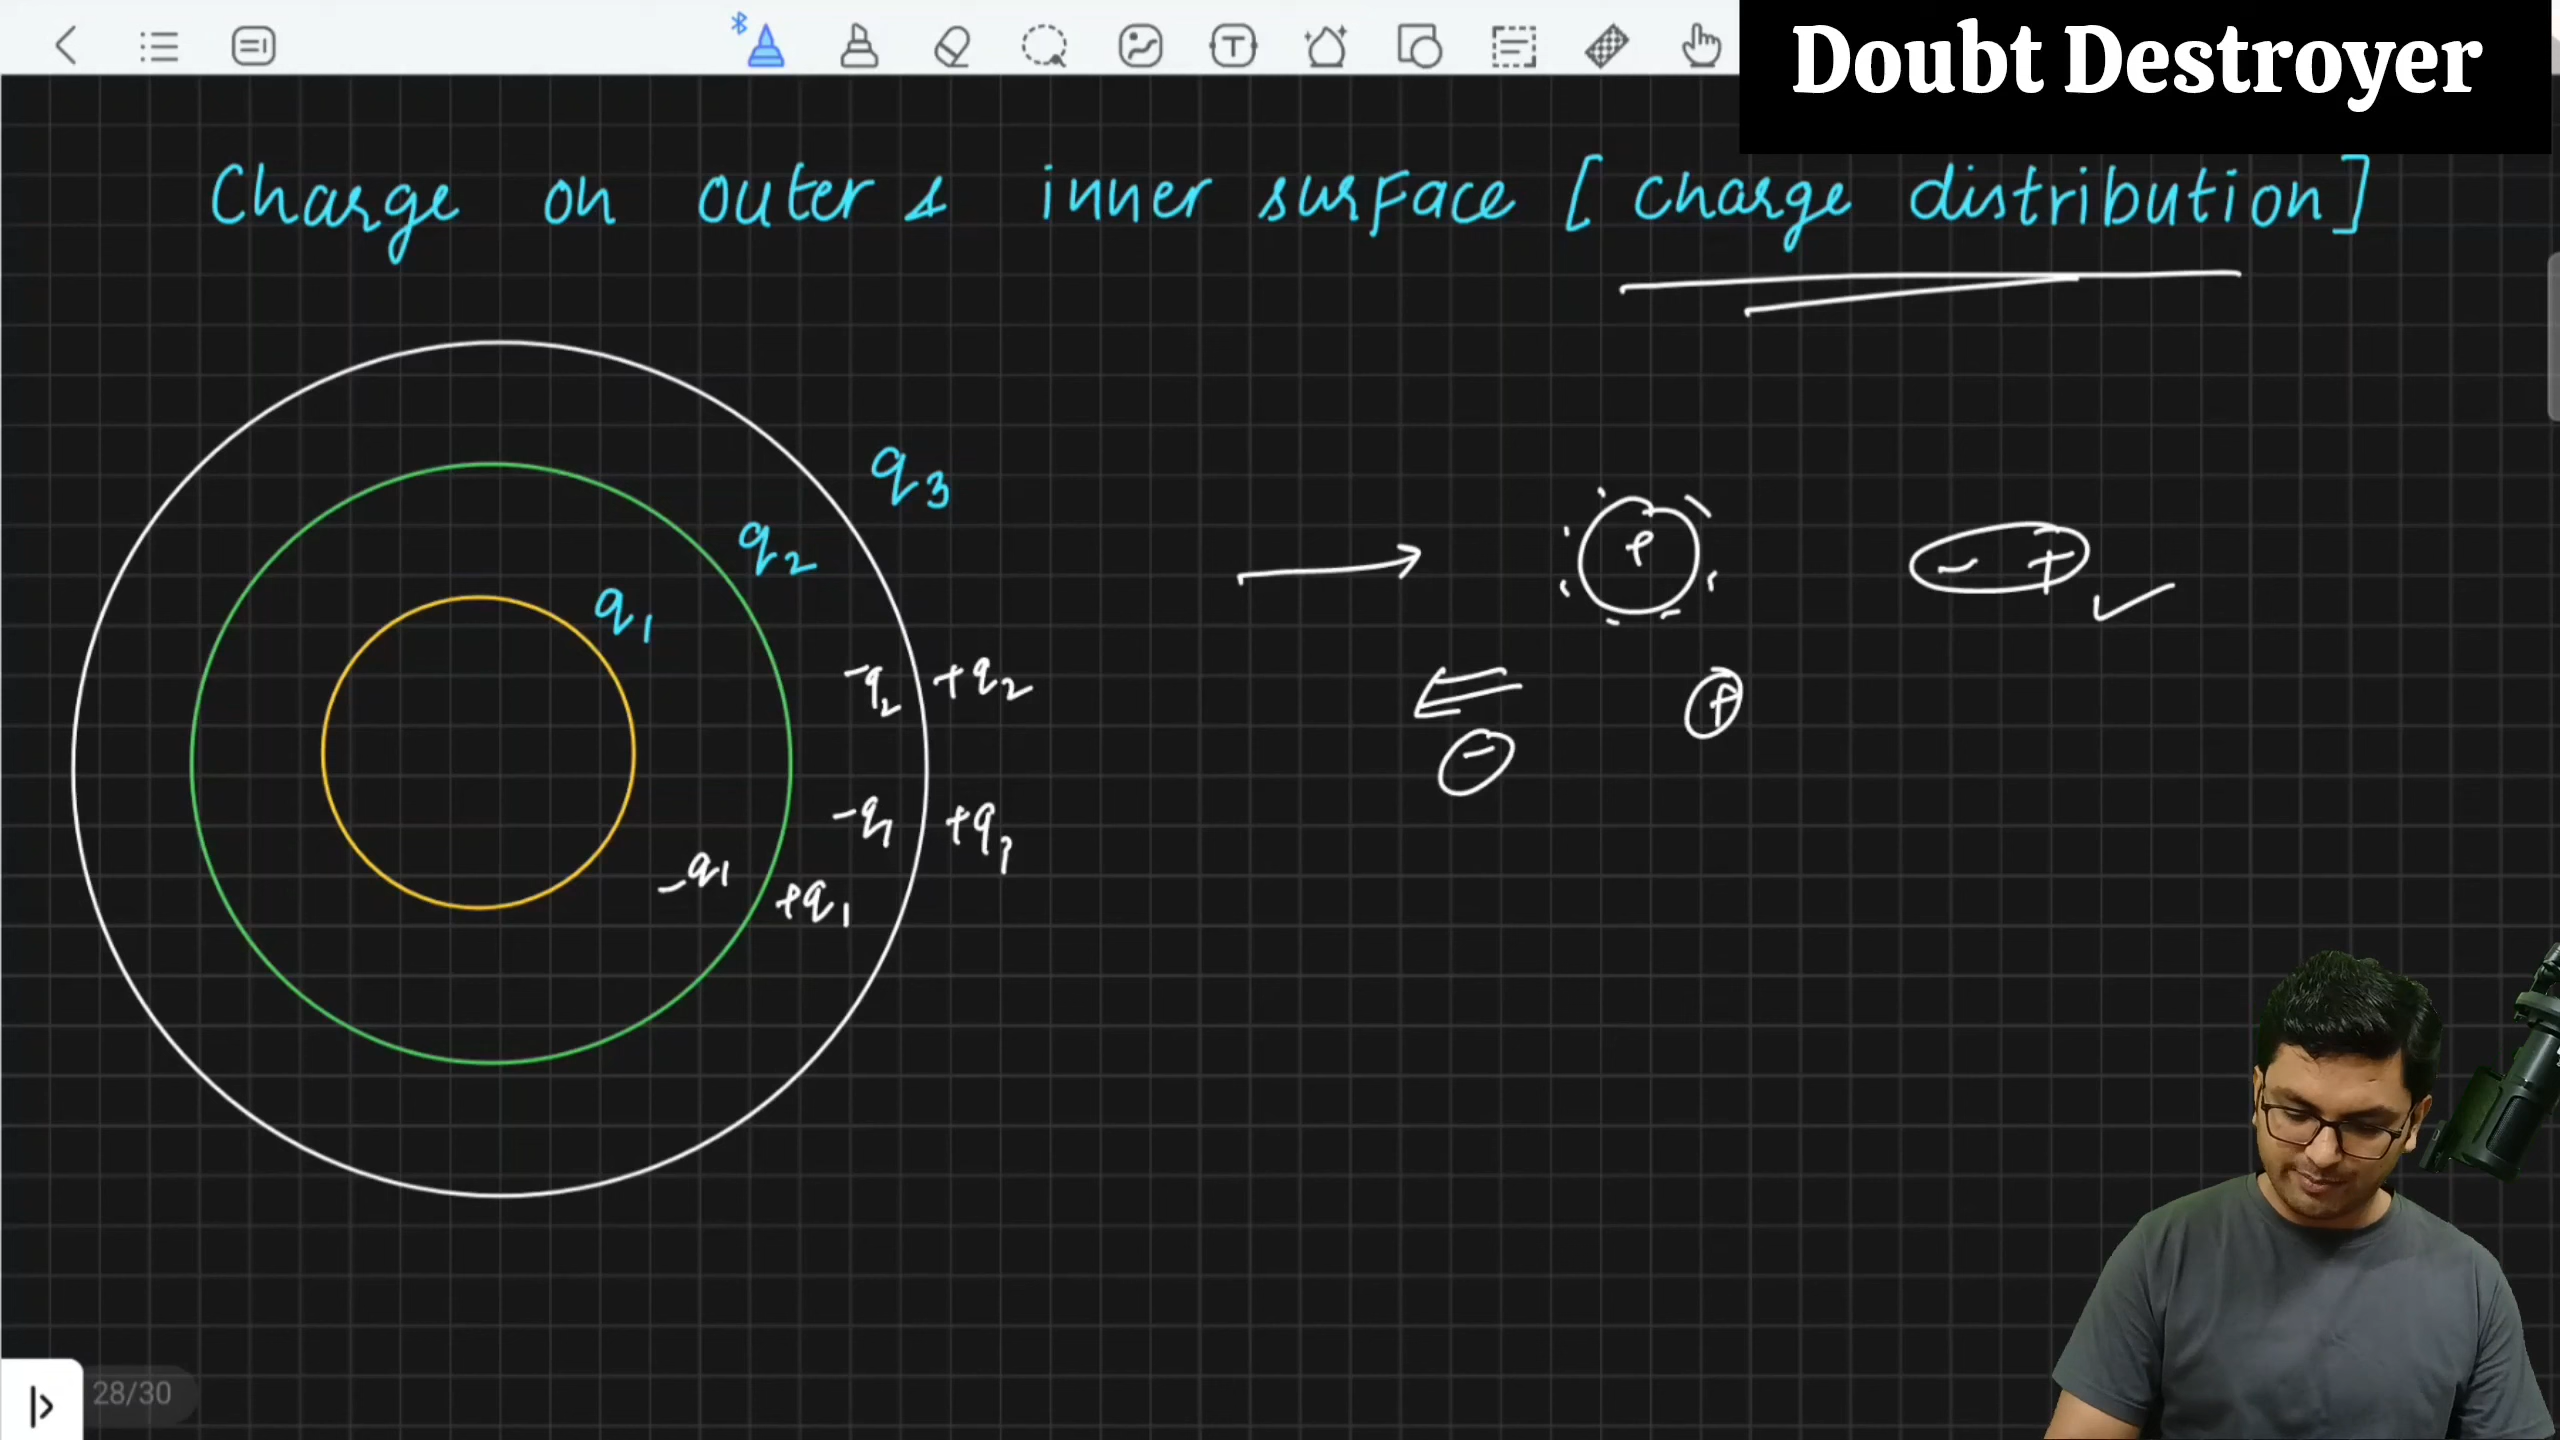 Doubt Destroyer
Charge on outer & inner surface [ charge distribution ]
q3
q2
q1
-q2 +q2
-q1 +q1
-q1 +q1
+
- +
+
-
28/30